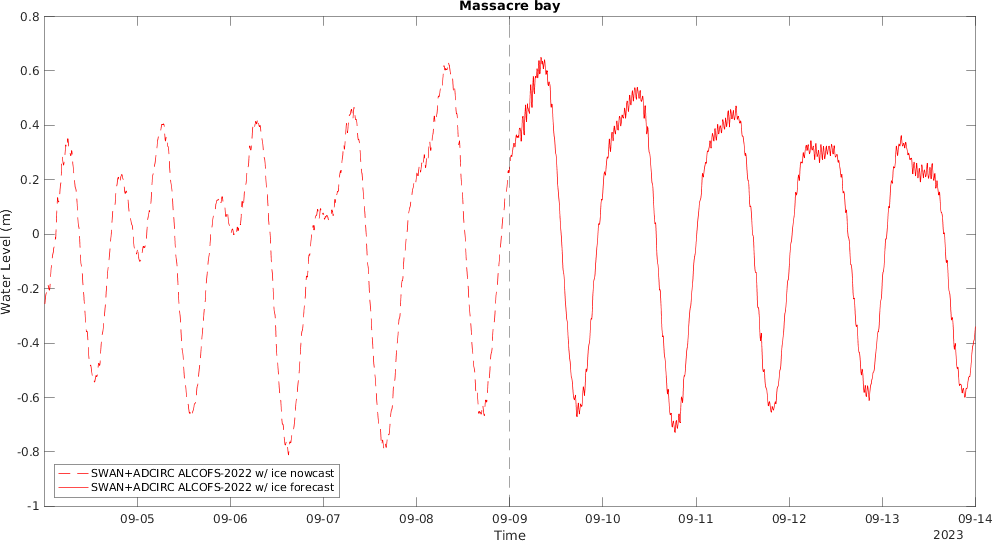 Massacre bay
0.8
0.6
0.4
0.2
0
-0.2
-0.4
-0.6
-0.8
-1
Water Level (m)
SWAN+ADCIRC ALCOFS-2022 w/ ice nowcast
SWAN+ADCIRC ALCOFS-2022 w/ ice forecast
09-05 09-06 09-07 09-08 09-09 09-10 09-11 09-12 09-13 09-14
Time
2023